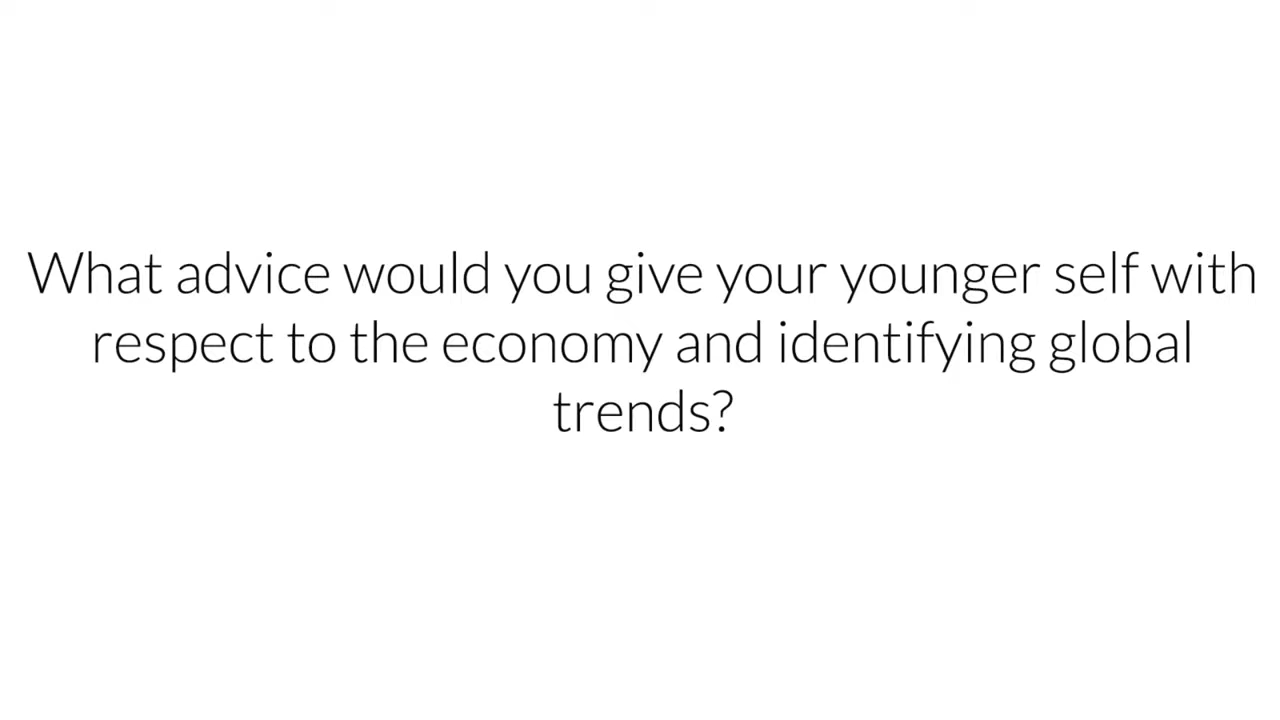 What advice would you give your younger self with
respect to the economy and identifying global
trends?